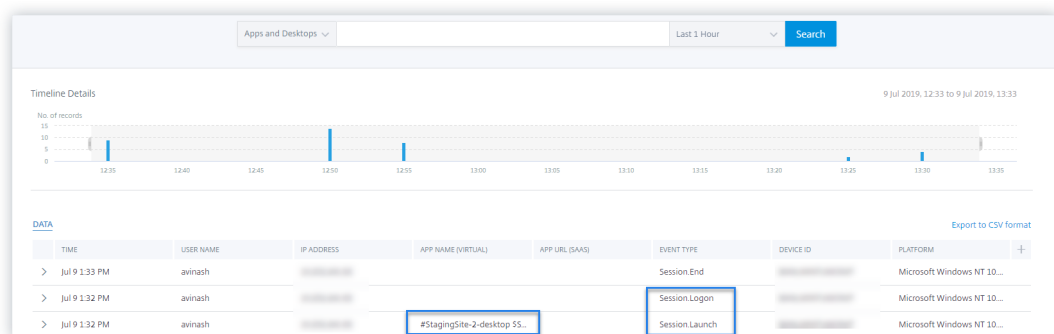 Apps and Desktops Last 1 Hour Search
Timeline Details 9 Jul 2019, 12:33 to 9 Jul 2019, 13:33
No. of records
15
10
5
0
12:35 12:40 12:45 12:50 12:55 13:00 13:05 13:10 13:15 13:20 13:25 13:30 13:35
DATA Export to CSV format
TIME USER NAME IP ADDRESS APP NAME (VIRTUAL) APP URL (SAAS) EVENT TYPE DEVICE ID PLATFORM
Jul 9 1:33 PM avinash Session.End Microsoft Windows NT 10....
Jul 9 1:32 PM avinash Session.Logon Microsoft Windows NT 10....
Jul 9 1:32 PM avinash #StagingSite-2-desktop $S... Session.Launch Microsoft Windows NT 10....